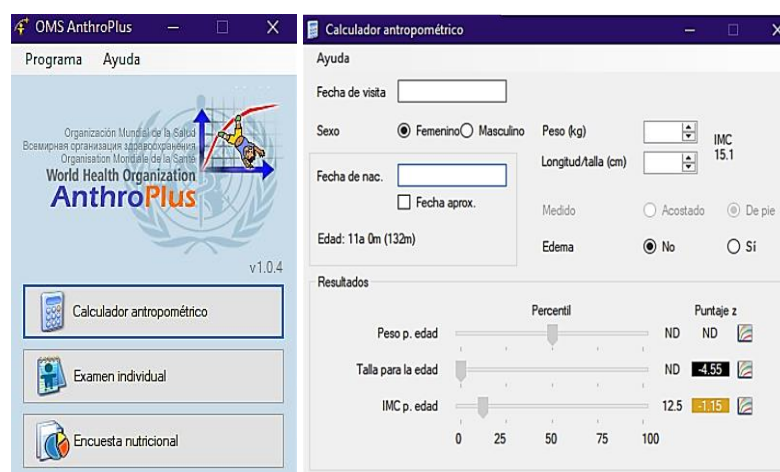 OMS AnthroPlus
Programa Ayuda
Organización Mundial de la Salud
Всемирная организация здравоохранения
Organisation Mondiale de la Santé
World Health Organization
AnthroPlus
v1.0.4
Calculador antropométrico
Examen individual
Encuesta nutricional
Calculador antropométrico
Ayuda
Fecha de visita
Sexo Femenino Masculino Peso (kg) IMC
Longitud/talla (cm) 15.1
Fecha de nac.
Fecha aprox. Medido Acostado De pie
Edad: 11a 0m (132m) Edema No Sí
Resultados
Percentil Puntaje z
Peso p. edad ND ND
Talla para la edad ND -4.55
IMC p. edad 12.5 -1.15
0 25 50 75 100